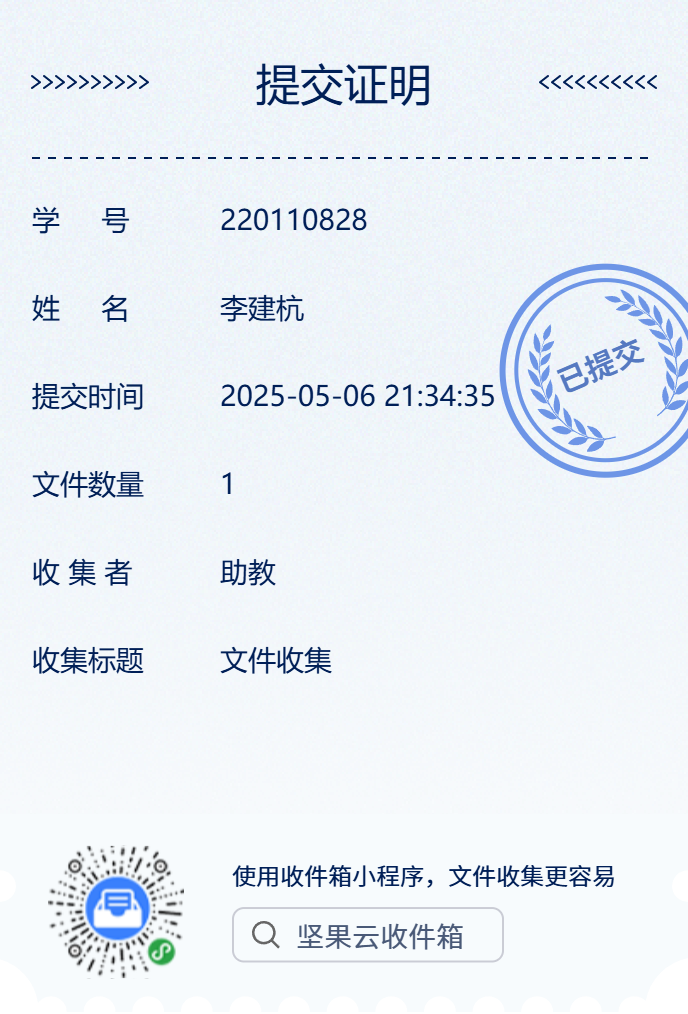 >>>>>>>>>> 提交证明 <<<<<<<<<<
学 号 220110828
姓 名 李建杭
提交时间 2025-05-06 21:34:35
已提交
文件数量 1
收 集 者 助教
收集标题 文件收集
使用收件箱小程序，文件收集更容易
坚果云收件箱